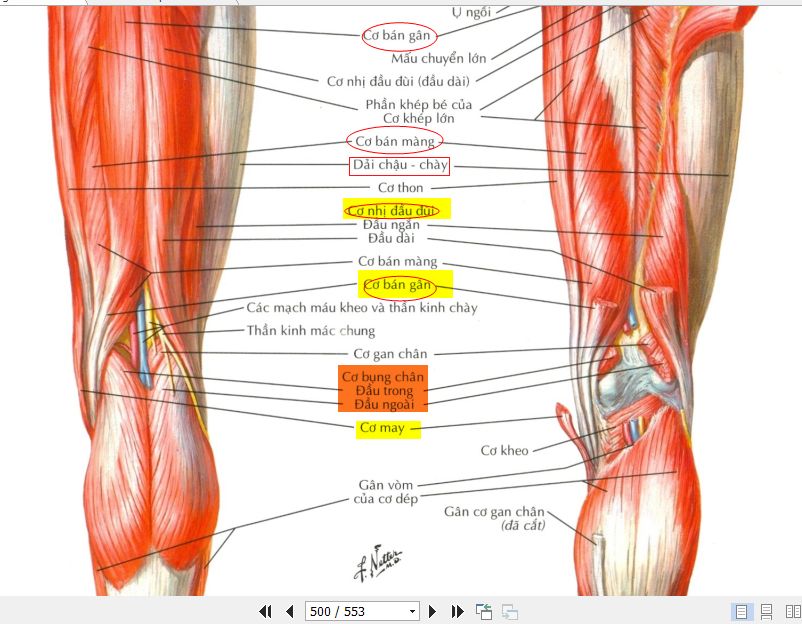 Ụ ngồi
Cơ bán gân
Mấu chuyển lớn
Cơ nhị đầu đùi (đầu dài)
Phần khép bé của
Cơ khép lớn
Cơ bán màng
Dải chậu - chày
Cơ thon
Cơ nhị đầu đùi
Đầu ngắn
Đầu dài
Cơ bán màng
Cơ bán gân
Các mạch máu kheo và thần kinh chày
Thần kinh mác chung
Cơ gan chân
Cơ bụng chân
Đầu trong
Đầu ngoài
Cơ may
Cơ kheo
Gân vòm
của cơ dép
Gân cơ gan chân
(đã cắt)
F. Netter
M.D.
500 / 553